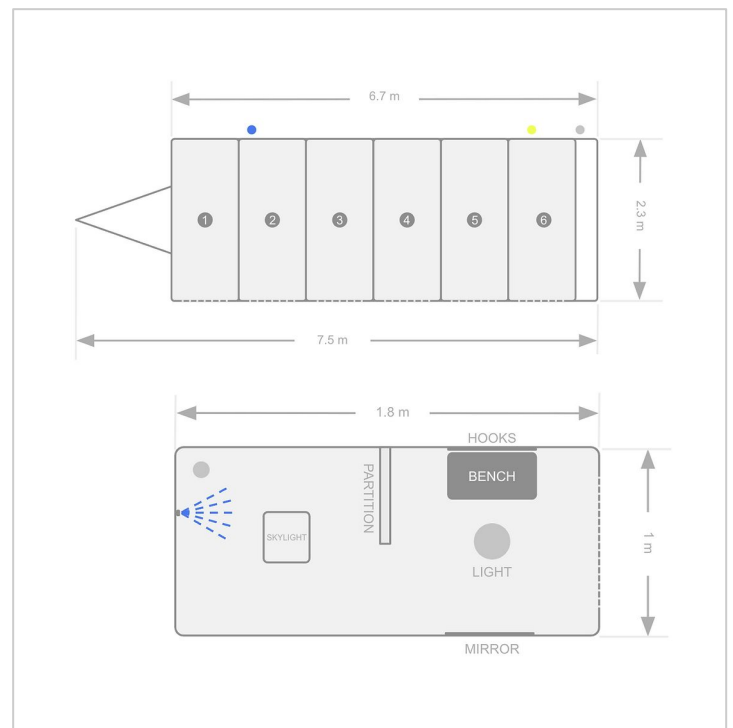 6.7 m
1
2
3
4
5
6
2.3 m
7.5 m
1.8 m
HOOKS
BENCH
PARTITION
SKYLIGHT
1 m
LIGHT
MIRROR